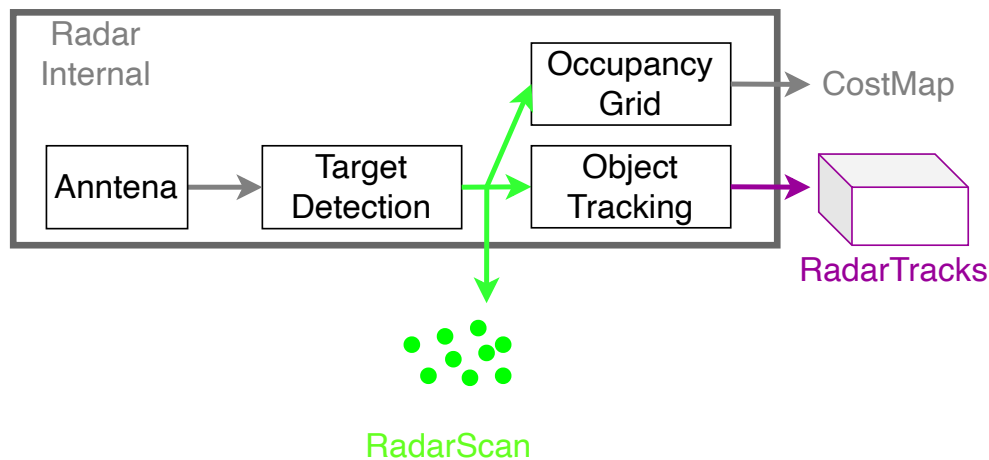 Radar
Internal
Occupancy
Grid
CostMap
Anntena
Target
Detection
Object
Tracking
RadarTracks
RadarScan